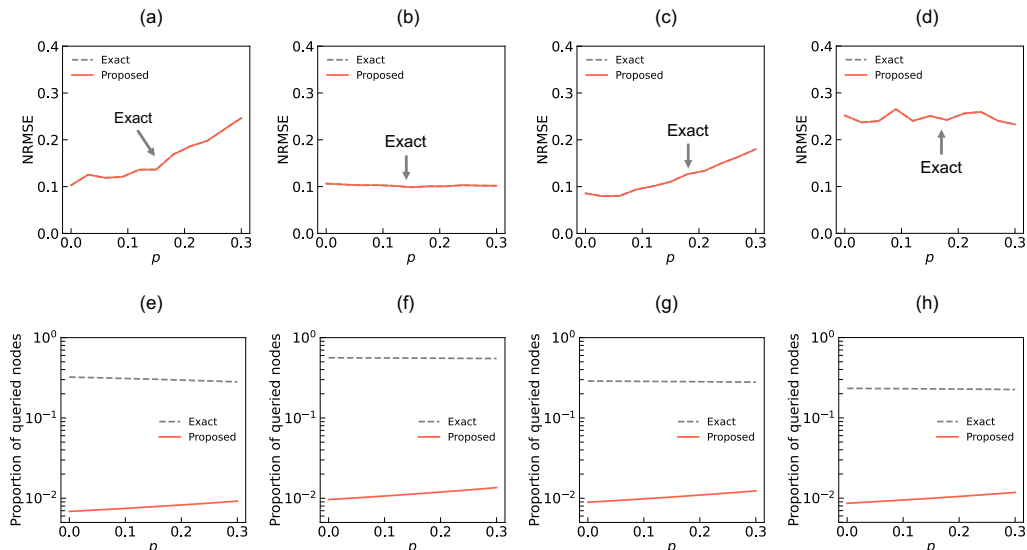 (a)
NRMSE
0.4
0.3
0.2
0.1
0.0
Exact
Proposed
Exact
0.0 0.1 0.2 0.3
p
(b)
NRMSE
0.4
0.3
0.2
0.1
0.0
Exact
Proposed
Exact
0.0 0.1 0.2 0.3
p
(c)
NRMSE
0.4
0.3
0.2
0.1
0.0
Exact
Proposed
Exact
0.0 0.1 0.2 0.3
p
(d)
NRMSE
0.4
0.3
0.2
0.1
0.0
Exact
Proposed
Exact
0.0 0.1 0.2 0.3
p
(e)
Proportion of queried nodes
10⁰
10⁻¹
10⁻²
Exact
Proposed
0.0 0.1 0.2 0.3
p
(f)
Proportion of queried nodes
10⁰
10⁻¹
10⁻²
Exact
Proposed
0.0 0.1 0.2 0.3
p
(g)
Proportion of queried nodes
10⁰
10⁻¹
10⁻²
Exact
Proposed
0.0 0.1 0.2 0.3
p
(h)
Proportion of queried nodes
10⁰
10⁻¹
10⁻²
Exact
Proposed
0.0 0.1 0.2 0.3
p